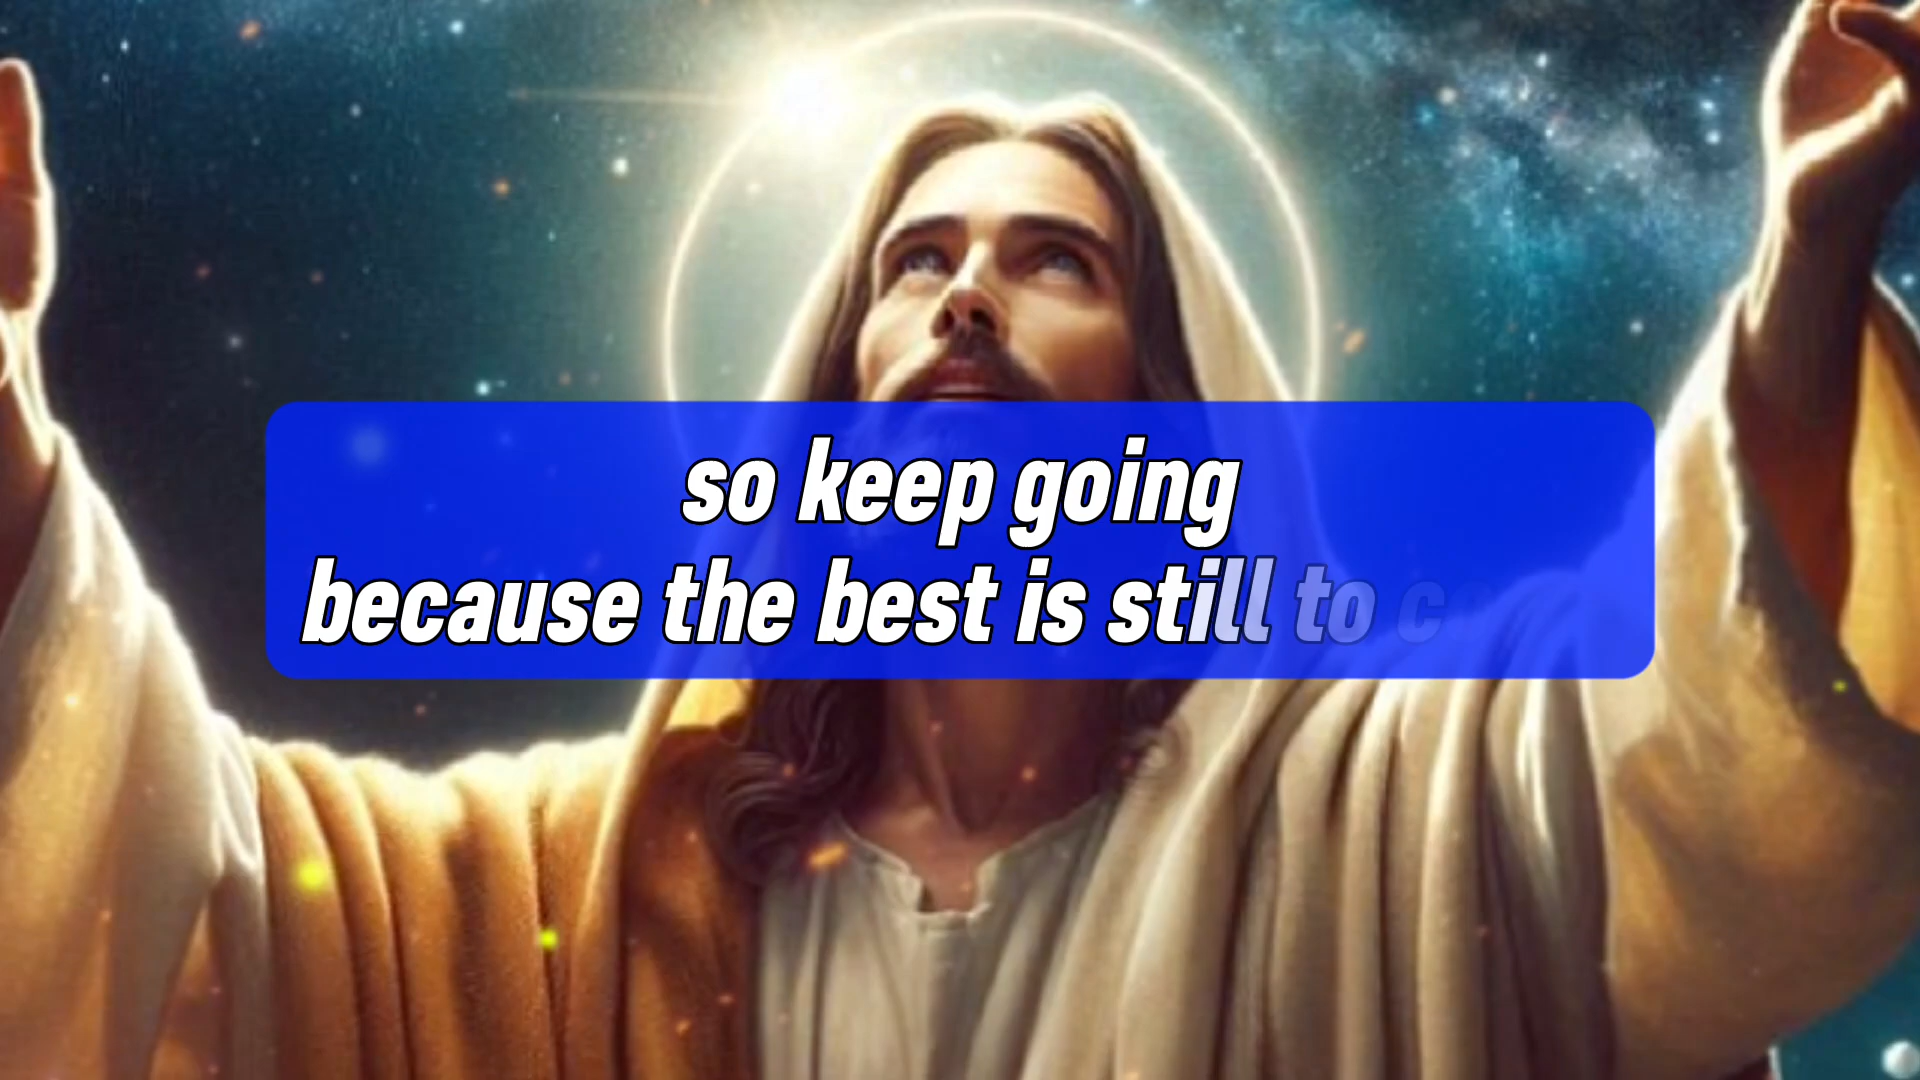 so keep going
because the best is still to c